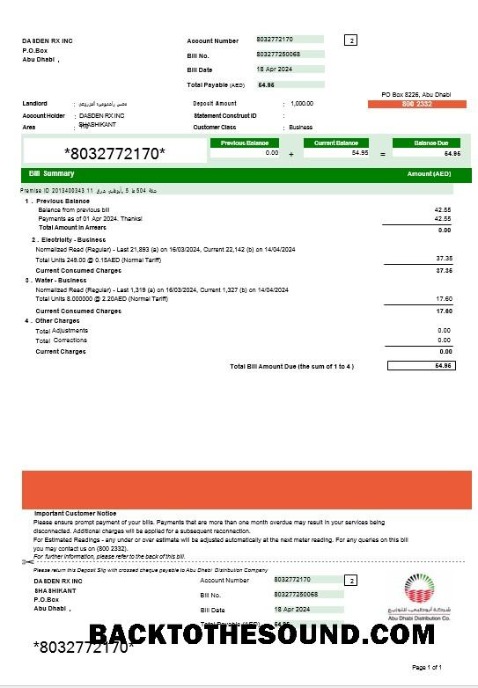 DASDEN RX INC
P.O.Box
Abu Dhabi ,
Account Number 8032772170 2
Bill No. 803277250068
Bill Date 18 Apr 2024
Total Payable (AED) 54.95
PO Box 8226, Abu Dhabi
800 2332
Landlord :
Account Holder : DASDEN RX INC
SHASHIKANT
Area :
Deposit Amount : 1,000.00
Statement Construct ID :
Customer Class : Business
*8032772170*
Previous Balance Current Balance Balance Due
0.00 + 54.95 = 54.95
Bill Summary Amount (AED)
Premise ID 2013400343
1 . Previous Balance
Balance from previous bill 42.55
Payments as of 01 Apr 2024. Thanks! 42.55
Total Amount in Arrears 0.00
2 . Electricity - Business
Normalized Read (Regular) - Last 21,893 (a) on 16/03/2024, Current 22,142 (b) on 14/04/2024
Total Units 249.00 @ 0.15AED (Normal Tariff) 37.35
Current Consumed Charges 37.35
3 . Water - Business
Normalized Read (Regular) - Last 1,319 (a) on 16/03/2024, Current 1,327 (b) on 14/04/2024
Total Units 8.000000 @ 2.20AED (Normal Tariff) 17.60
Current Consumed Charges 17.60
4 . Other Charges
Total Adjustments 0.00
Total Corrections 0.00
Current Charges 0.00
Total Bill Amount Due (the sum of 1 to 4 ) 54.95
Important Customer Notice
Please ensure prompt payment of your bills. Payments that are more than one month overdue may result in your services being
disconnected. Additional charges will be applied for a subsequent reconnection.
For Estimated Readings - any under or over estimate will be adjusted automatically at the next meter reading. For any queries on this bill
you may contact us on (800 2332).
For further information, please refer to the back of this bill.
Please return this Deposit Slip with crossed cheque payable to Abu Dhabi Distribution Company
DASDEN RX INC
SHASHIKANT
P.O.Box
Abu Dhabi ,
Account Number 8032772170 2
Bill No. 803277250068
Bill Date 18 Apr 2024
Total Payable (AED) 54.95
شركة أبوظبي للتوزيع
Abu Dhabi Distribution Co.
BACKTOTHESOUND.COM
*8032772170*
Page 1 of 1